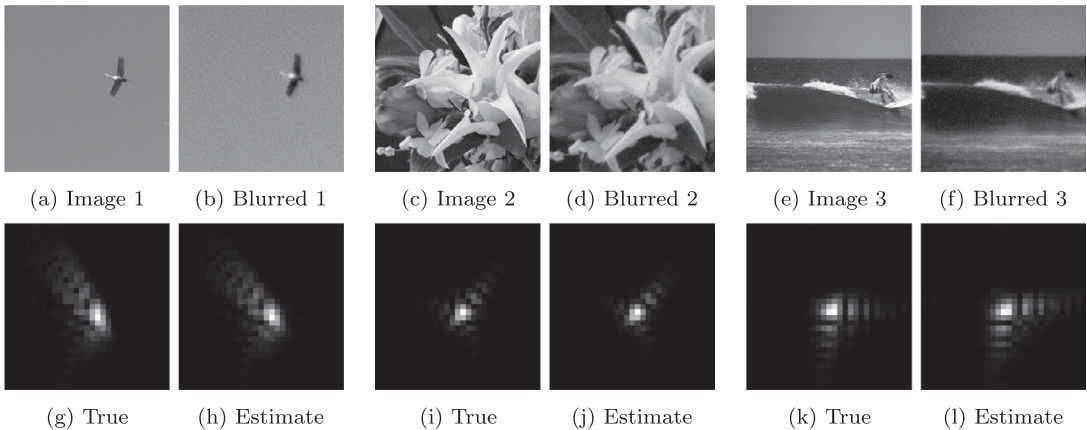 (a) Image 1
(b) Blurred 1
(c) Image 2
(d) Blurred 2
(e) Image 3
(f) Blurred 3
(g) True
(h) Estimate
(i) True
(j) Estimate
(k) True
(l) Estimate